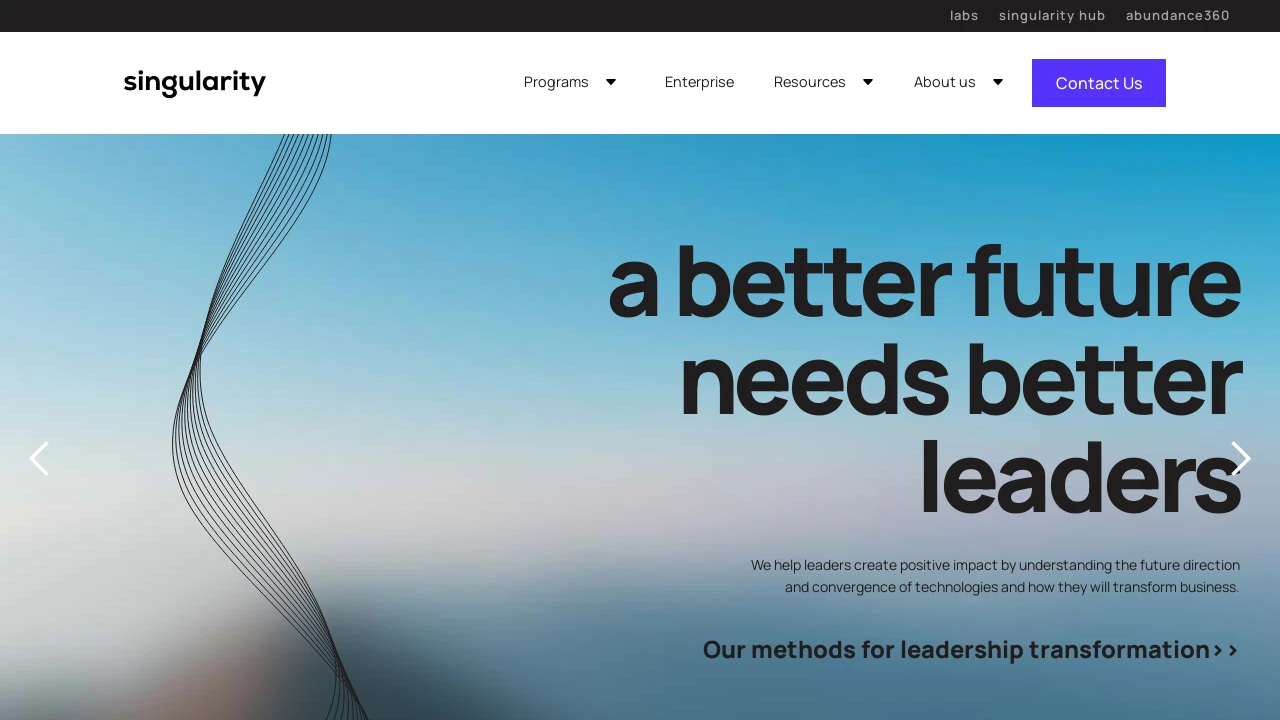 labs singularity hub abundance360
singularity
Programs Enterprise Resources About us Contact Us
a better future
needs better
leaders
We help leaders create positive impact by understanding the future direction
and convergence of technologies and how they will transform business.
Our methods for leadership transformation>>